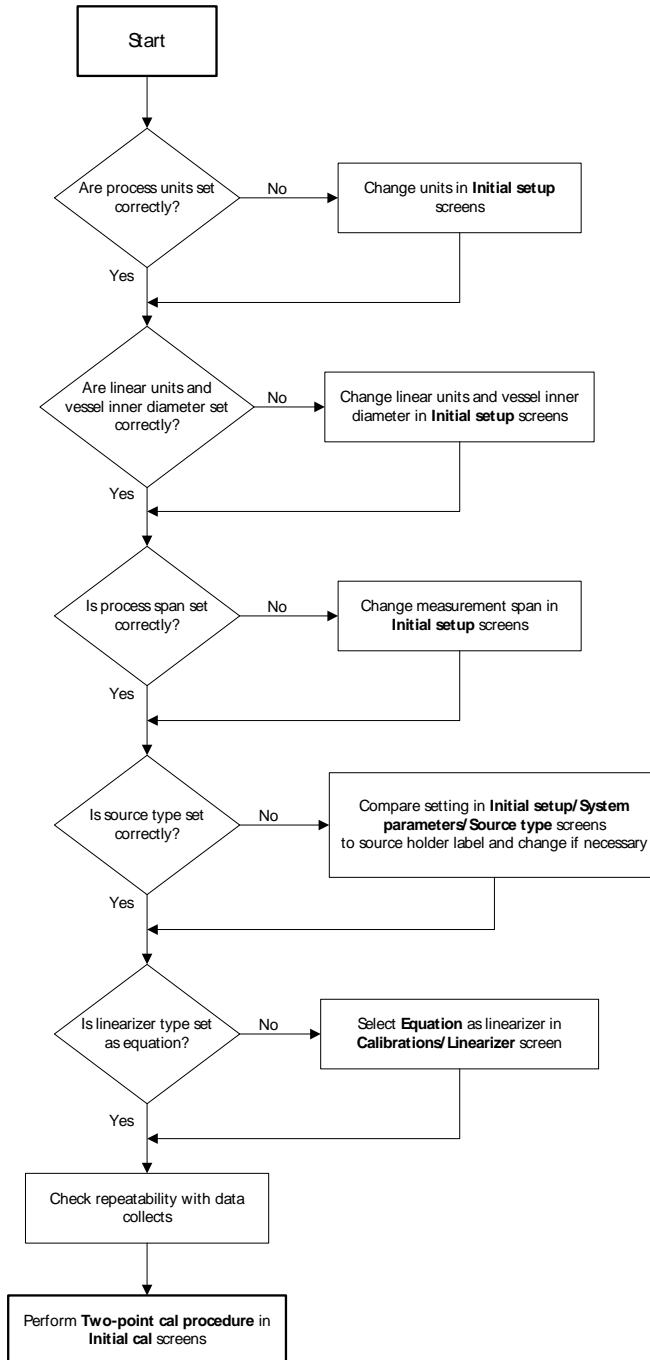 Start
Are process units set
correctly?
No
Change units in Initial setup
screens
Yes
Are linear units and
vessel inner diameter set
correctly?
No
Change linear units and vessel inner
diameter in Initial setup screens
Yes
Is process span set
correctly?
No
Change measurement span in
Initial setup screens
Yes
Is source type set
correctly?
No
Compare setting in Initial setup/System
parameters/Source type screens
to source holder label and change if necessary
Yes
Is linearizer type set
as equation?
No
Select Equation as linearizer in
Calibrations/Linearizer screen
Yes
Check repeatability with data
collects
Perform Two-point cal procedure in
Initial cal screens